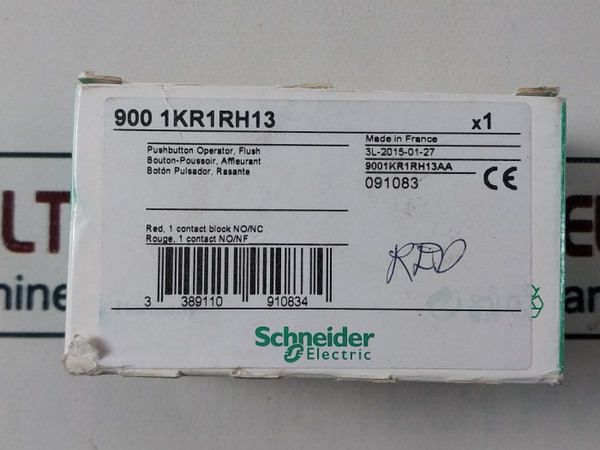 900 1KR1RH13
x1
Pushbutton Operator, Flush
Bouton-Poussoir, Affleurant
Botón Pulsador, Rasante
Made in France
3L-2015-01-27
9001KR1RH13AA
091083
CE
Red, 1 contact block NO/NC
Rouge, 1 contact NO/NF
3 389110 910834
Schneider
Electric